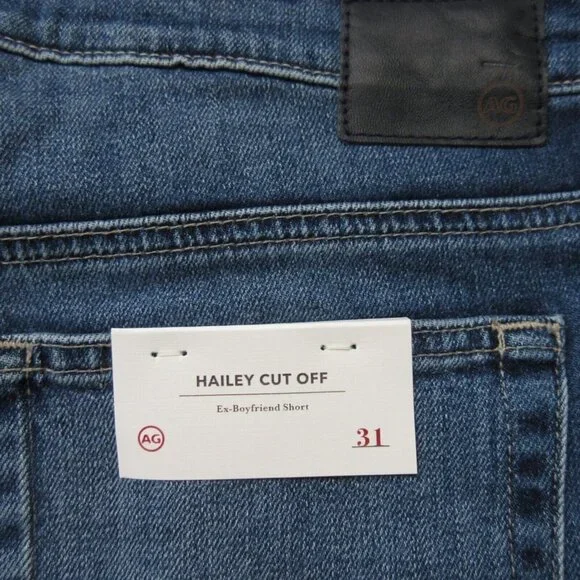 AG
HAILEY CUT OFF
Ex-Boyfriend Short
AG
31